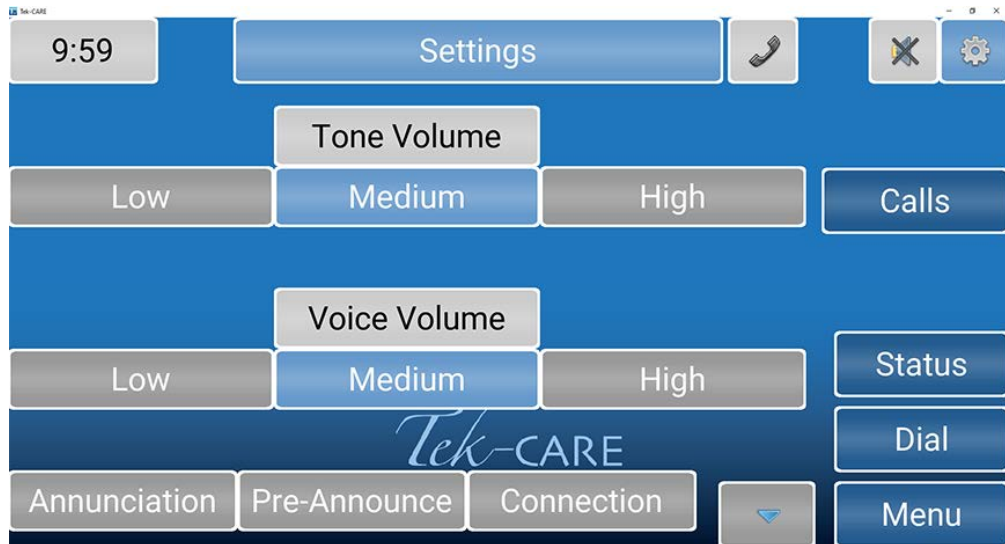 Tek-CARE
9:59 Settings
Tone Volume
Low Medium High Calls
Voice Volume
Low Medium High Status
Tek-CARE
Dial
Annunciation Pre-Announce Connection Menu